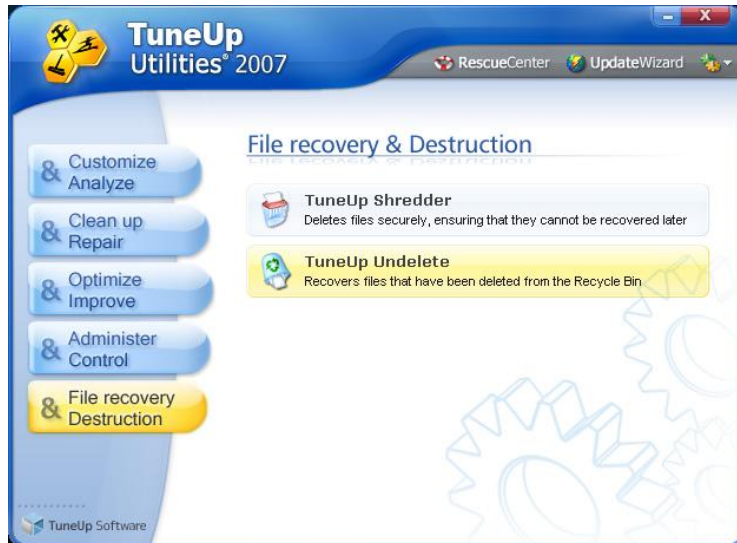 TuneUp
Utilities® 2007
RescueCenter UpdateWizard
X
File recovery & Destruction
& Customize
Analyze
& Clean up
Repair
& Optimize
Improve
& Administer
Control
& File recovery
Destruction
TuneUp Shredder
Deletes files securely, ensuring that they cannot be recovered later
TuneUp Undelete
Recovers files that have been deleted from the Recycle Bin
TuneUp Software